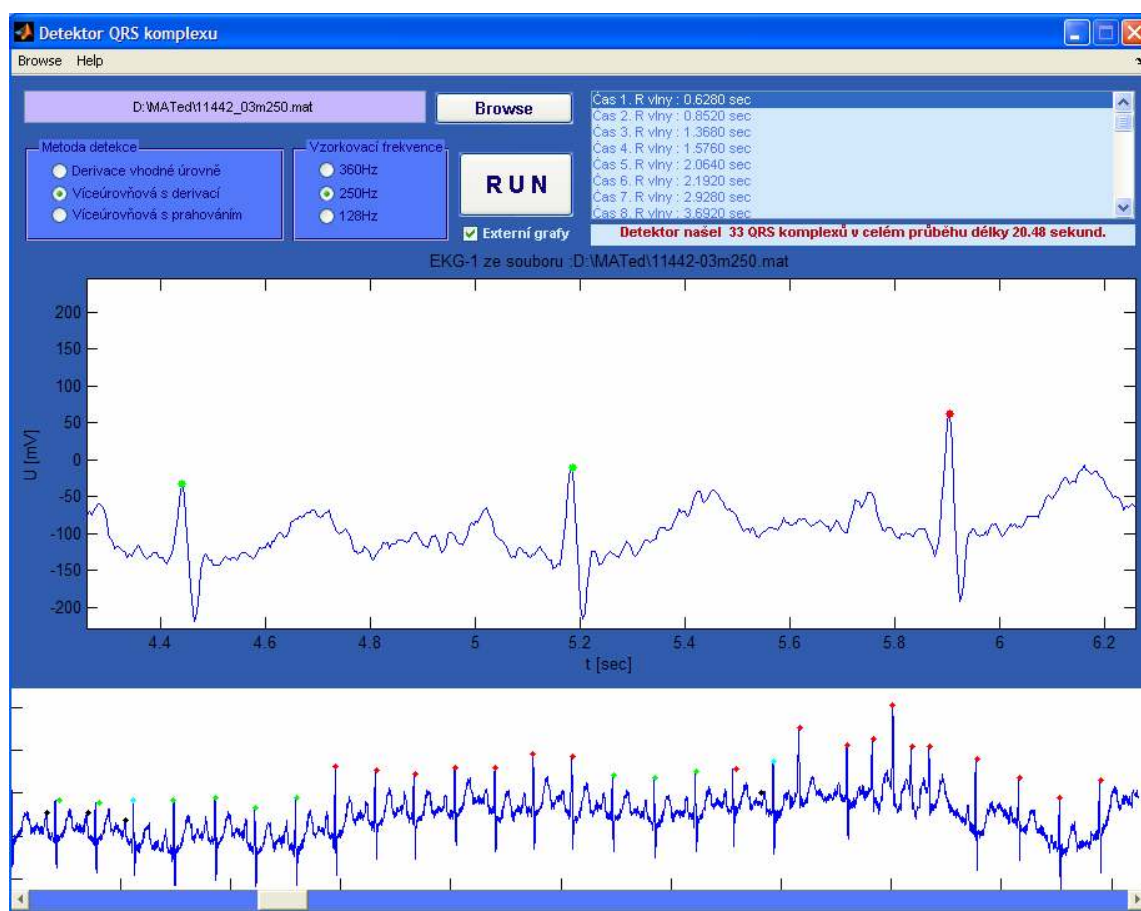 Detektor QRS komplexu
Browse Help
D:\MATed\11442_03m250.mat
Browse
Metoda detekce
Derivace vhodné úrovně
Víceúrovňová s derivací
Víceúrovňová s prahováním
Vzorkovací frekvence
360Hz
250Hz
128Hz
RUN
Externí grafy
Čas 1. R vlny : 0.6280 sec
Čas 2. R vlny : 0.8520 sec
Čas 3. R vlny : 1.3680 sec
Čas 4. R vlny : 1.5760 sec
Čas 5. R vlny : 2.0640 sec
Čas 6. R vlny : 2.1920 sec
Čas 7. R vlny : 2.9280 sec
Čas 8. R vlny : 3.6920 sec
Detektor našel 33 QRS komplexů v celém průběhu délky 20.48 sekund.
EKG-1 ze souboru :D:\MATed\11442-03m250.mat
200
150
100
50
0
-50
-100
-150
-200
U [mV]
4.4 4.6 4.8 5 5.2 5.4 5.6 5.8 6 6.2
t [sec]